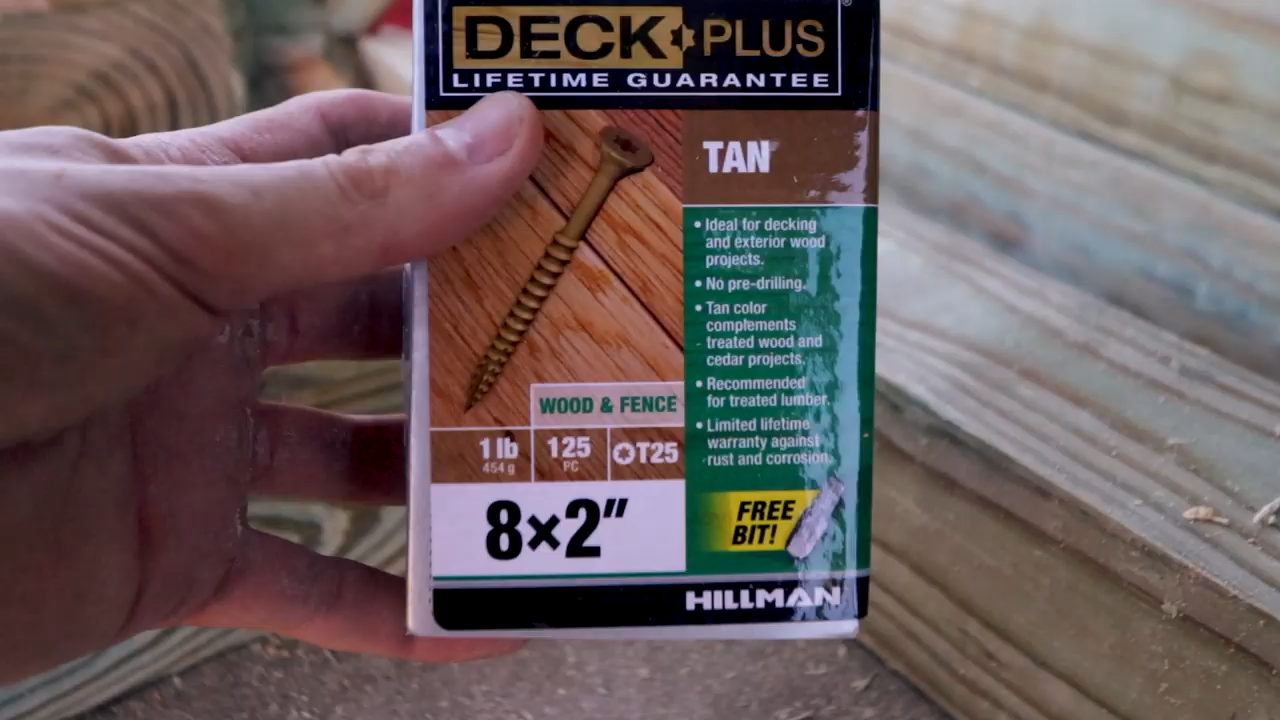 DECK PLUS®
LIFETIME GUARANTEE
TAN
• Ideal for decking
and exterior wood
projects.
• No pre-drilling.
• Tan color
complements
treated wood and
cedar projects.
• Recommended
for treated lumber.
• Limited lifetime
warranty against
rust and corrosion.
WOOD & FENCE
1 lb 125 T25
454 g PC
8×2"
FREE
BIT!
HILLMAN